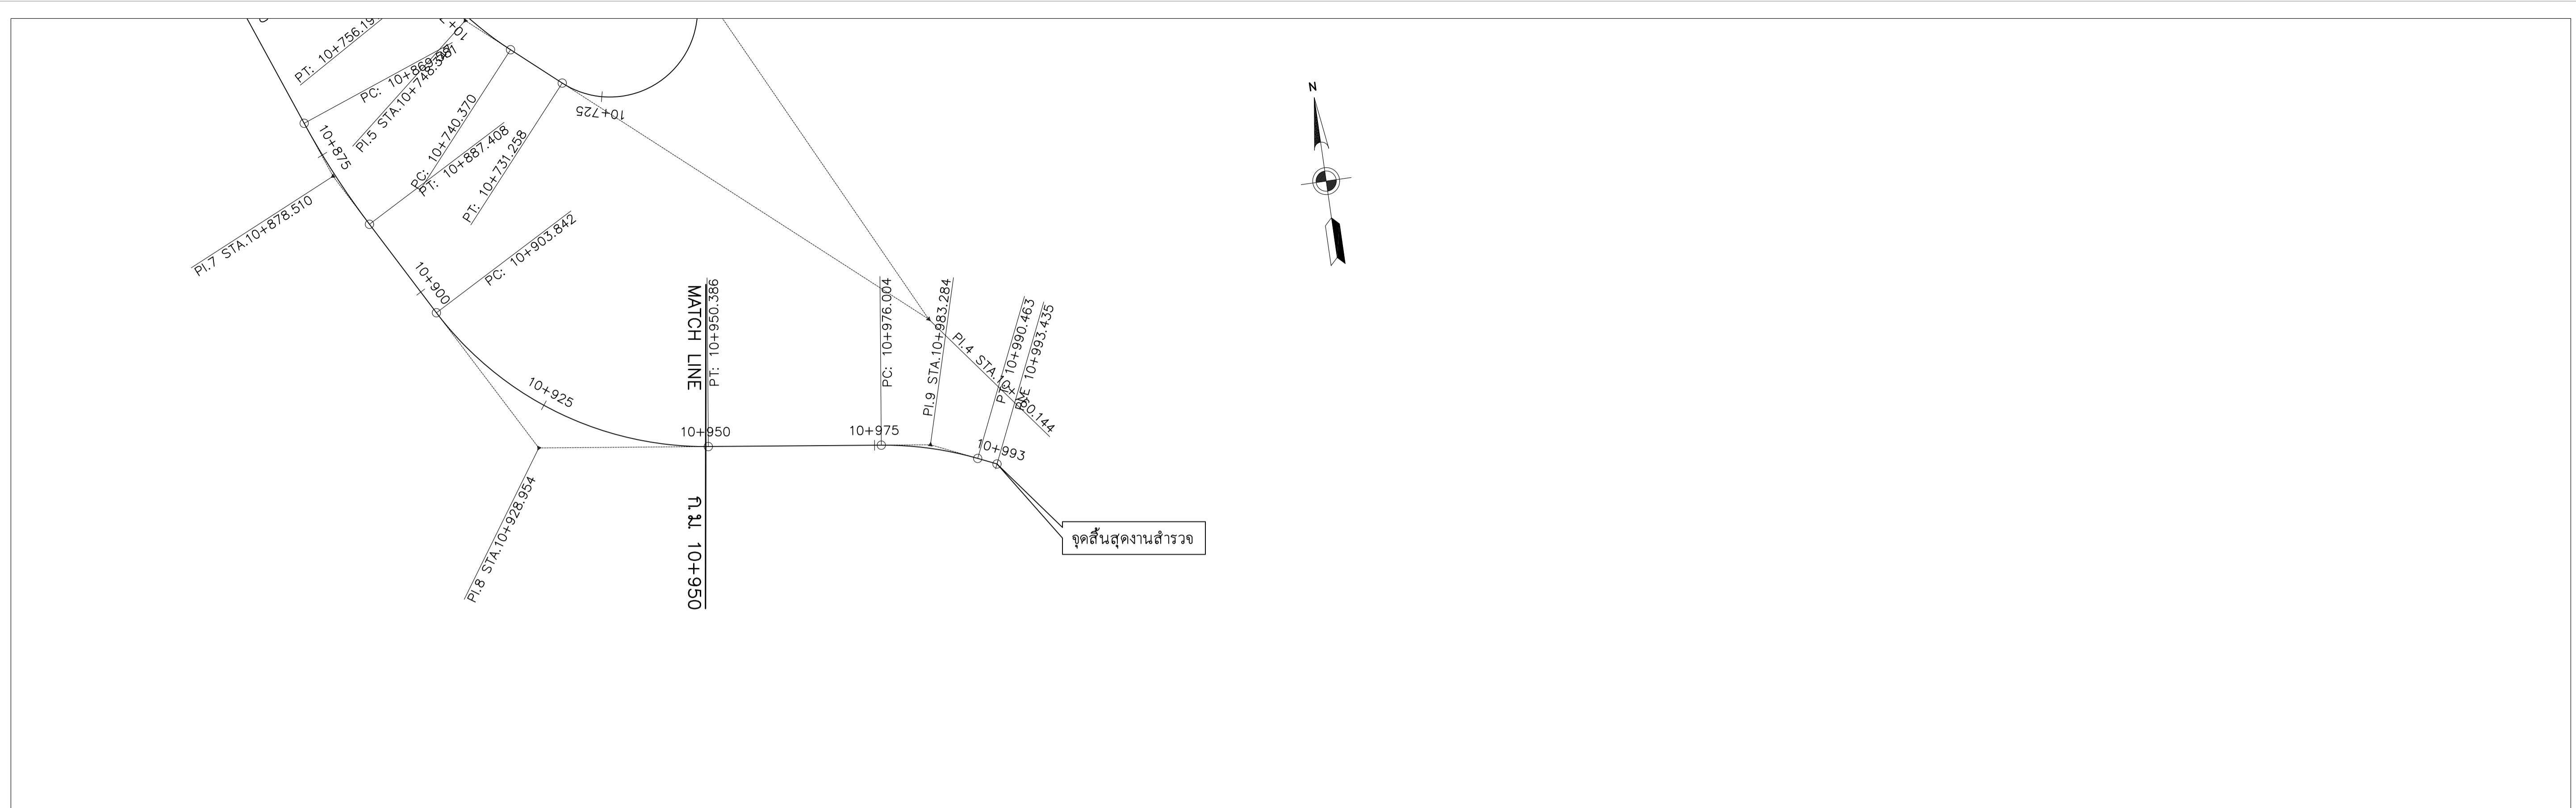 PT: 10+756.19
PC: 10+869
PI.5 STA.10+748.381
10+875
PC: 10+740.370
PT: 10+887.408
PT: 10+731.258
10+725
N
PI.7 STA.10+878.510
10+900
PC: 10+903.842
10+925
PI.8 STA.10+928.954
MATCH LINE
ก.ม. 10+950
PT: 10+950.386
10+950
PC: 10+976.004
10+975
PI.9 STA.10+983.284
PI.4 STA.10+ 60.144
PT: 10+990.463
10+993.435
10+993
จุดสิ้นสุดงานสำรวจ